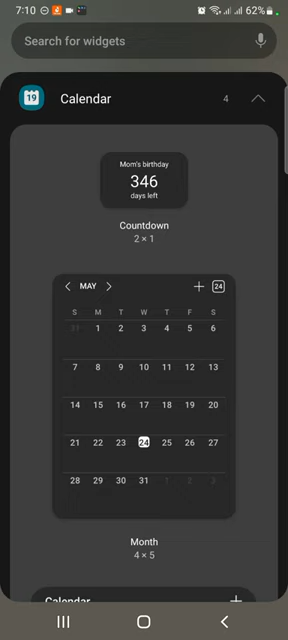 7:10 62%
Search for widgets
19 Calendar 4
Mom's birthday
346
days left
Countdown
2 × 1
MAY 24
S M T W T F S
31 1 2 3 4 5 6
7 8 9 10 11 12 13
14 15 16 17 18 19 20
21 22 23 24 25 26 27
28 29 30 31 1 2 3
Month
4 × 5
Calendar